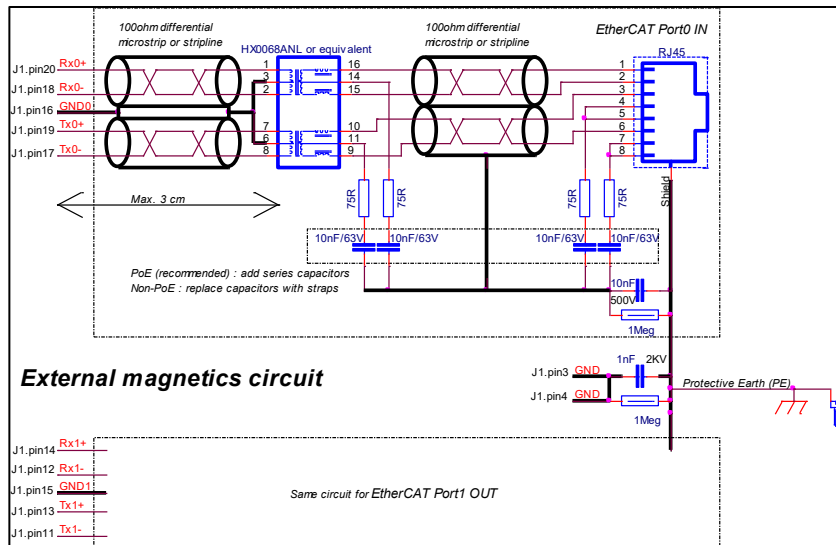 100ohm differential
microstrip or stripline
100ohm differential
microstrip or stripline
EtherCAT Port0 IN
HX0068ANL or equivalent
RJ45
J1.pin20 Rx0+
J1.pin18 Rx0-
J1.pin16 GND0
J1.pin19 Tx0+
J1.pin17 Tx0-
1
3
2
7
6
8
16
14
15
10
11
9
1
2
3
4
5
6
7
8
Shield
Max. 3 cm
75R
75R
75R
75R
10nF/63V
10nF/63V
10nF/63V
10nF/63V
PoE (recommended) : add series capacitors
Non-PoE : replace capacitors with straps
10nF
500V
1Meg
External magnetics circuit
1nF 2KV
J1.pin3 GND
J1.pin4 GND
1Meg
Protective Earth (PE)
J1.pin14 Rx1+
J1.pin12 Rx1-
J1.pin15 GND1
J1.pin13 Tx1+
J1.pin11 Tx1-
Same circuit for EtherCAT Port1 OUT